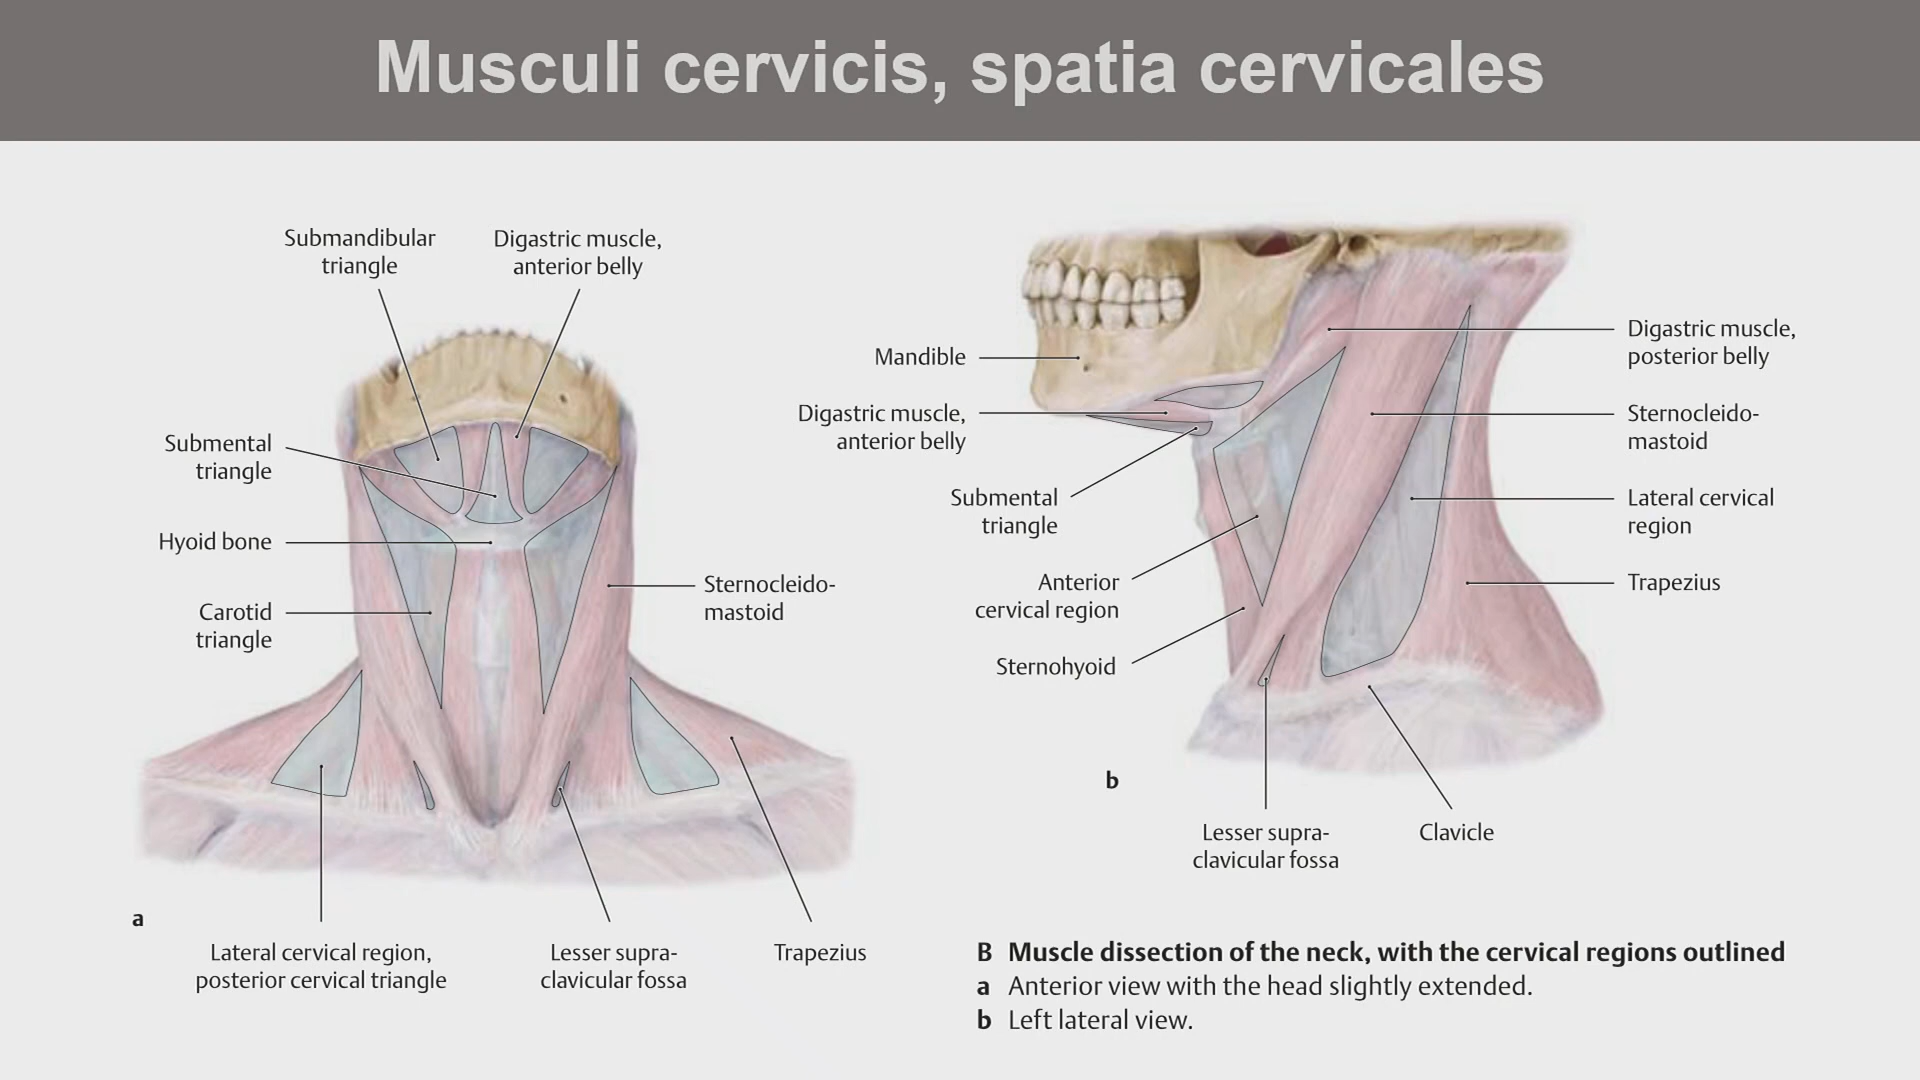 Musculi cervicis, spatia cervicales
Submandibular
triangle
Digastric muscle,
anterior belly
Submental
triangle
Hyoid bone
Carotid
triangle
Sternocleido-
mastoid
a
Lateral cervical region,
posterior cervical triangle
Lesser supra-
clavicular fossa
Trapezius
Mandible
Digastric muscle,
anterior belly
Submental
triangle
Anterior
cervical region
Sternohyoid
Digastric muscle,
posterior belly
Sternocleido-
mastoid
Lateral cervical
region
Trapezius
b
Lesser supra-
clavicular fossa
Clavicle
B Muscle dissection of the neck, with the cervical regions outlined
a Anterior view with the head slightly extended.
b Left lateral view.